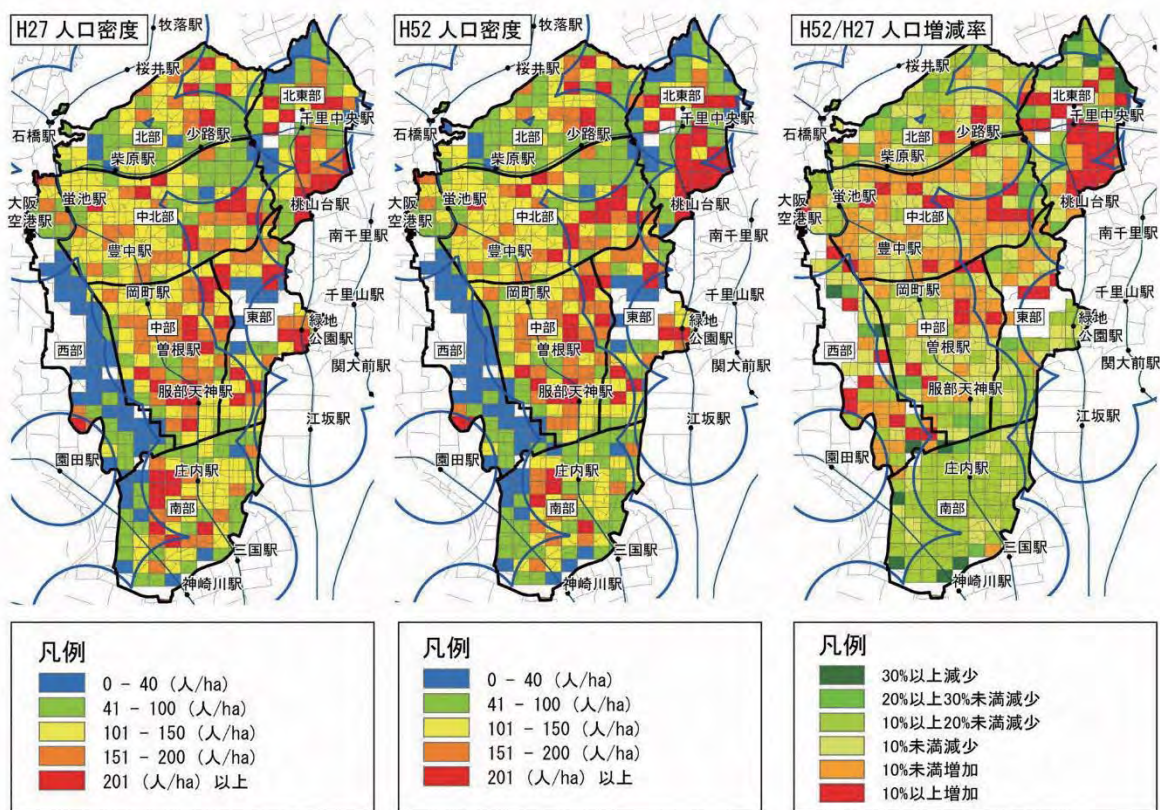 H27 人口密度
牧落駅
桜井駅
北東部
千里中央駅
石橋駅
北部
少路駅
柴原駅
蛍池駅
大阪
空港駅
中北部
桃山台駅
豊中駅
南千里駅
岡町駅
千里山駅
東部
緑地
公園駅
中部
西部
曽根駅
関大前駅
服部天神駅
江坂駅
園田駅
庄内駅
南部
三国駅
神崎川駅
凡例
0 - 40 (人/ha)
41 - 100 (人/ha)
101 - 150 (人/ha)
151 - 200 (人/ha)
201 (人/ha) 以上
H52 人口密度
牧落駅
桜井駅
北東部
千里中央駅
石橋駅
北部
少路駅
柴原駅
蛍池駅
大阪
空港駅
中北部
桃山台駅
豊中駅
南千里駅
岡町駅
千里山駅
東部
緑地
公園駅
中部
西部
曽根駅
関大前駅
服部天神駅
江坂駅
園田駅
庄内駅
南部
三国駅
神崎川駅
凡例
0 - 40 (人/ha)
41 - 100 (人/ha)
101 - 150 (人/ha)
151 - 200 (人/ha)
201 (人/ha) 以上
H52/H27 人口増減率
牧落駅
桜井駅
北東部
千里中央駅
石橋駅
北部
少路駅
柴原駅
蛍池駅
大阪
空港駅
中北部
桃山台駅
豊中駅
南千里駅
岡町駅
千里山駅
東部
緑地
公園駅
中部
西部
曽根駅
関大前駅
服部天神駅
江坂駅
園田駅
庄内駅
南部
三国駅
神崎川駅
凡例
30%以上減少
20%以上30%未満減少
10%以上20%未満減少
10%未満減少
10%未満増加
10%以上増加